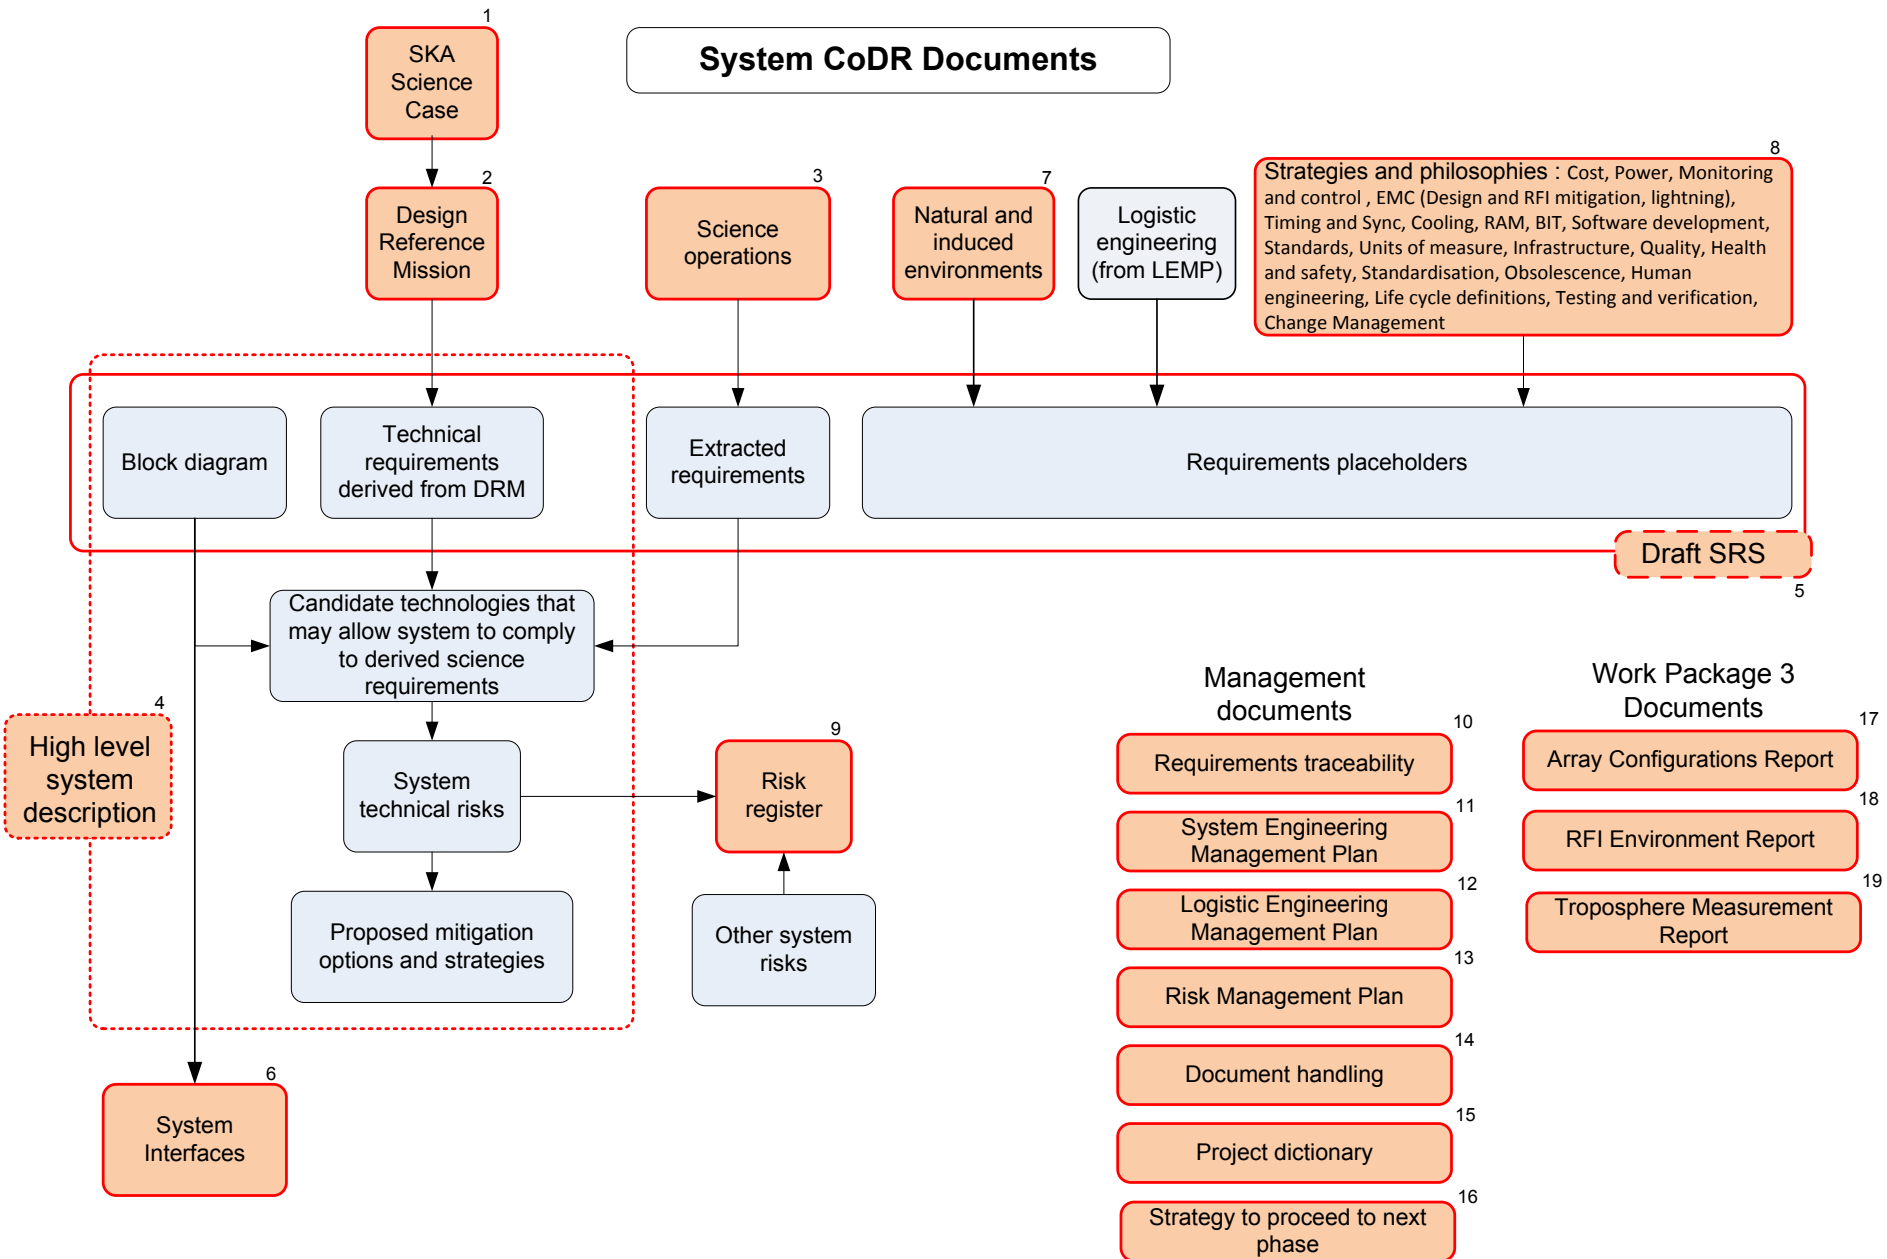 1
SKA
Science
Case
System CoDR Documents
2
Design
Reference
Mission
3
Science
operations
7
Natural and
induced
environments
Logistic
engineering
(from LEMP)
8
Strategies and philosophies : Cost, Power, Monitoring
and control , EMC (Design and RFI mitigation, lightning),
Timing and Sync, Cooling, RAM, BIT, Software development,
Standards, Units of measure, Infrastructure, Quality, Health
and safety, Standardisation, Obsolescence, Human
engineering, Life cycle definitions, Testing and verification,
Change Management
Block diagram
Technical
requirements
derived from DRM
Extracted
requirements
Requirements placeholders
Draft SRS
5
Candidate technologies that
may allow system to comply
to derived science
requirements
4
High level
system
description
System
technical risks
9
Risk
register
Proposed mitigation
options and strategies
Other system
risks
6
System
Interfaces
Management
documents
10
Requirements traceability
11
System Engineering
Management Plan
12
Logistic Engineering
Management Plan
13
Risk Management Plan
14
Document handling
15
Project dictionary
16
Strategy to proceed to next
phase
Work Package 3
Documents
17
Array Configurations Report
18
RFI Environment Report
19
Troposphere Measurement
Report